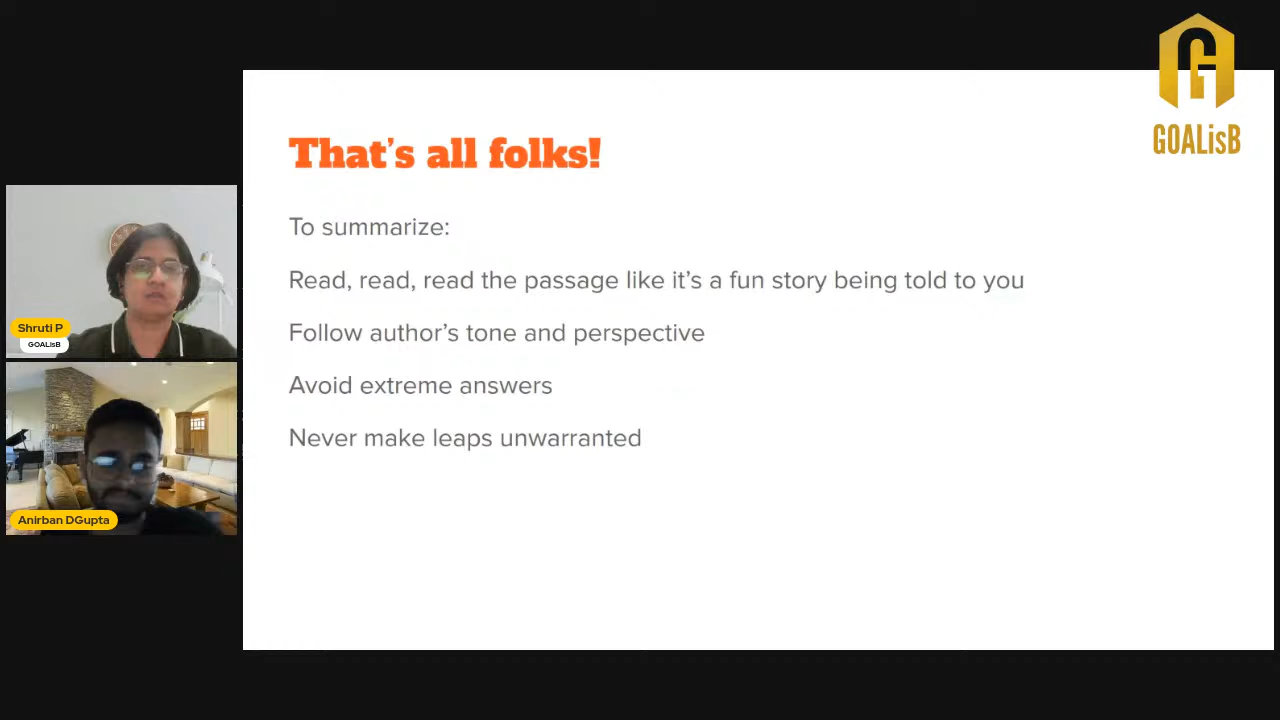 GOALisB
That's all folks!
To summarize:
Read, read, read the passage like it's a fun story being told to you
Follow author's tone and perspective
Avoid extreme answers
Never make leaps unwarranted
Shruti P
GOALisB
Anirban DGupta